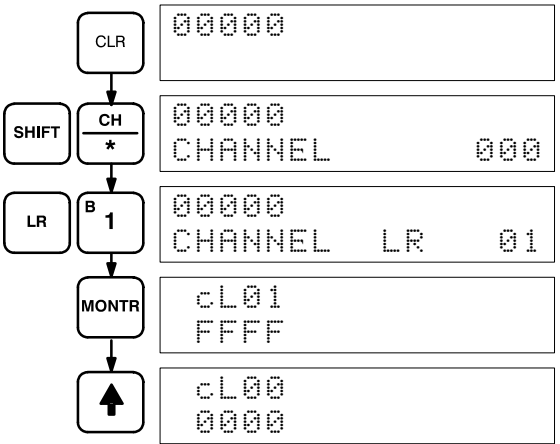 CLR
00000
SHIFT CH * 00000
CHANNEL 000
LR B 1 00000
CHANNEL LR 01
MONTR
cL01
FFFF
cL00
0000